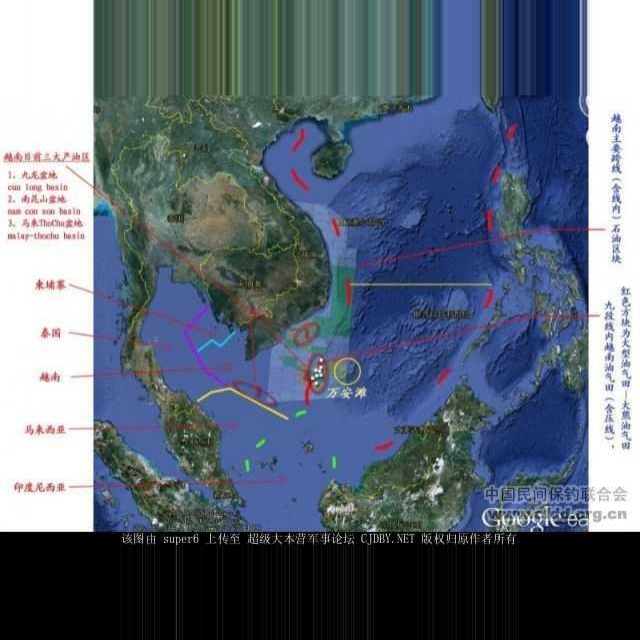 越南目前三大产油区
1. 九龙盆地
cuu long basin
2. 南昆山盆地
nam con son basin
3. 马来ThoChu盆地
malay-thochu basin
柬埔寨
泰国
越南
马来西亚
印度尼西亚
万安滩
越南主要跨线（含线内）石油区块
红色方块为大型油气田—大熊油气田
九段线内越南油气田（含压线），
中国民间保钓联合会
Google ea
该图由 super6 上传至 超级大本营军事论坛 CJDBY.NET 版权归原作者所有